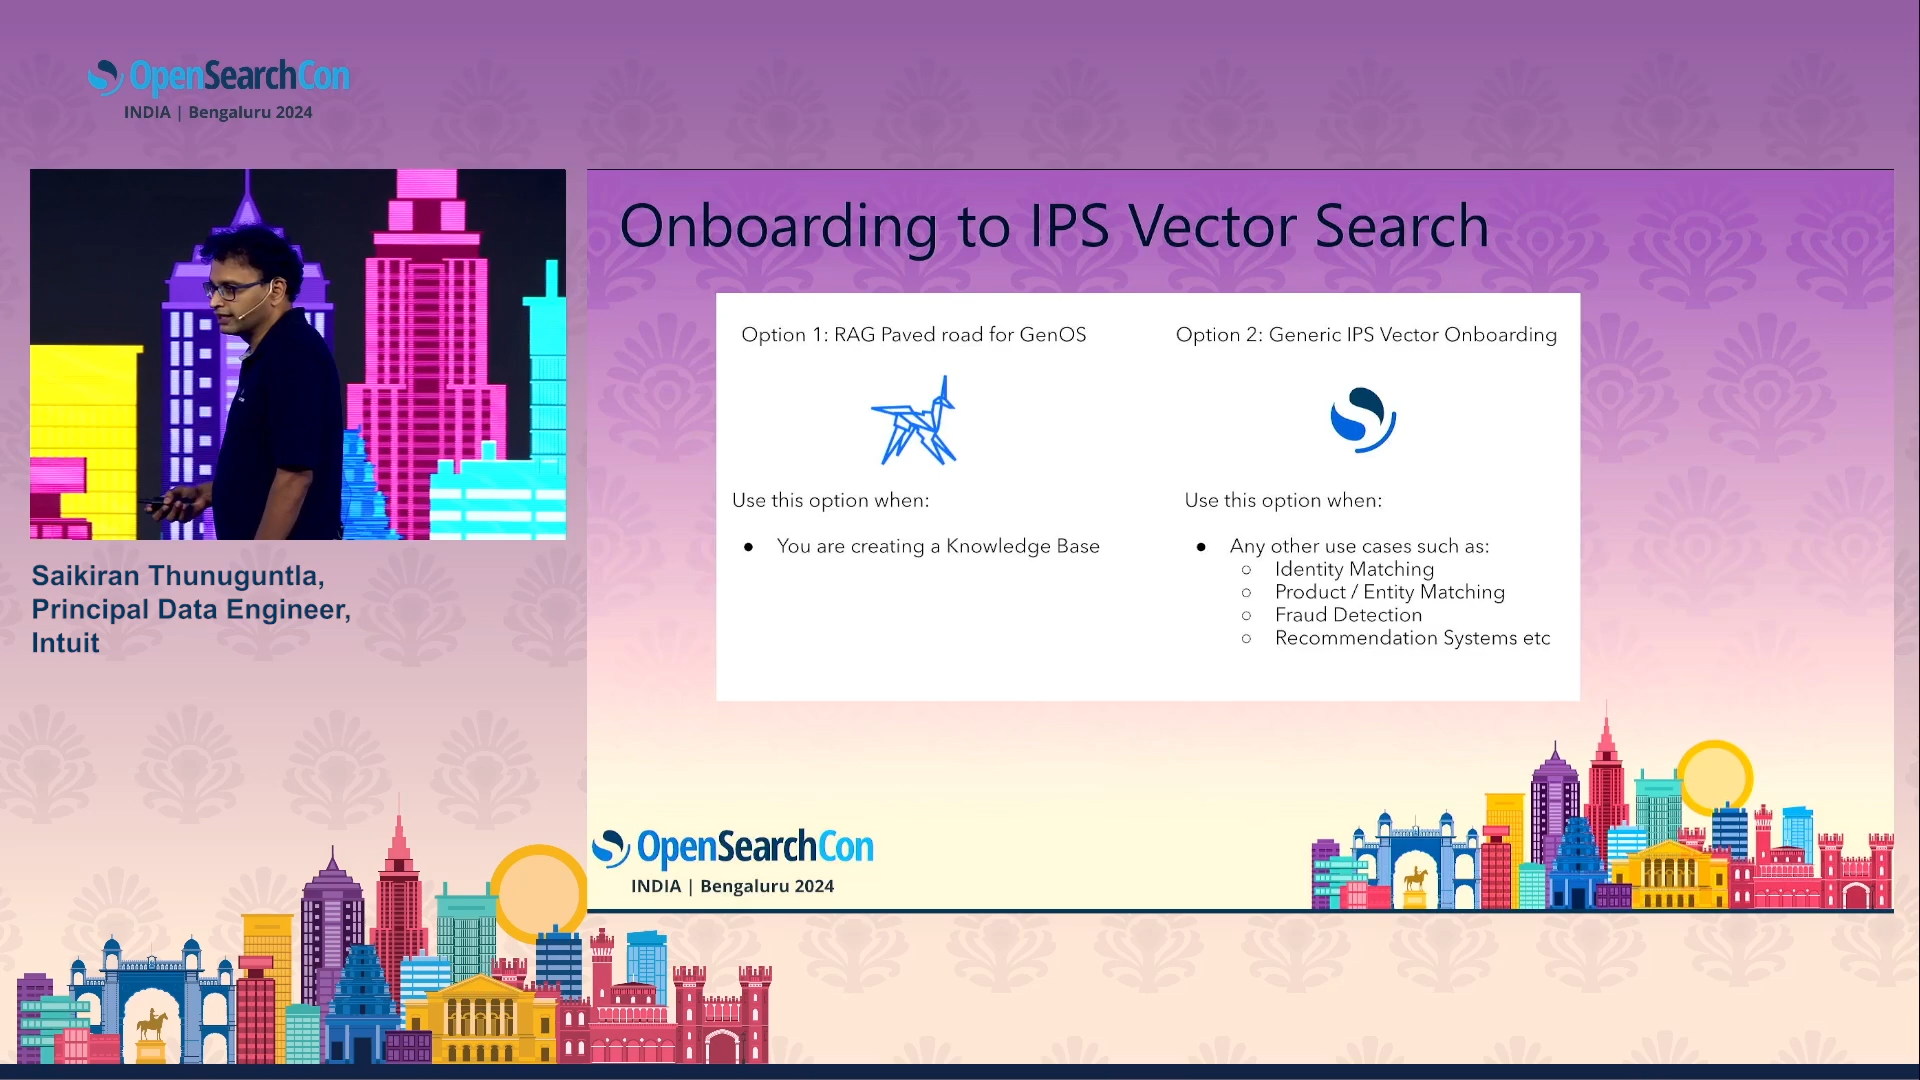 OpenSearchCon
INDIA | Bengaluru 2024
Saikiran Thunuguntla,
Principal Data Engineer,
Intuit
Onboarding to IPS Vector Search
Option 1: RAG Paved road for GenOS
Use this option when:
● You are creating a Knowledge Base
Option 2: Generic IPS Vector Onboarding
Use this option when:
● Any other use cases such as:
○ Identity Matching
○ Product / Entity Matching
○ Fraud Detection
○ Recommendation Systems etc
OpenSearchCon
INDIA | Bengaluru 2024